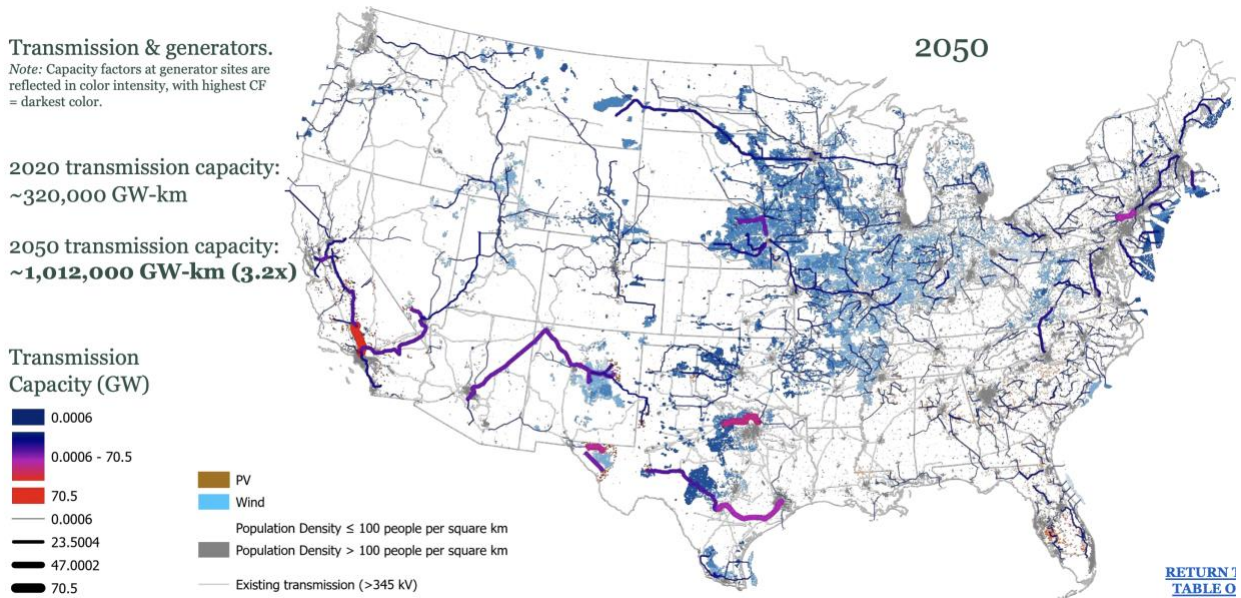 Transmission & generators.
Note: Capacity factors at generator sites are
reflected in color intensity, with highest CF
= darkest color.
2050
2020 transmission capacity:
~320,000 GW-km
2050 transmission capacity:
~1,012,000 GW-km (3.2x)
Transmission
Capacity (GW)
0.0006
0.0006 - 70.5
70.5
0.0006
23.5004
47.0002
70.5
PV
Wind
Population Density ≤ 100 people per square km
Population Density > 100 people per square km
Existing transmission (>345 kV)
RETURN T
TABLE O